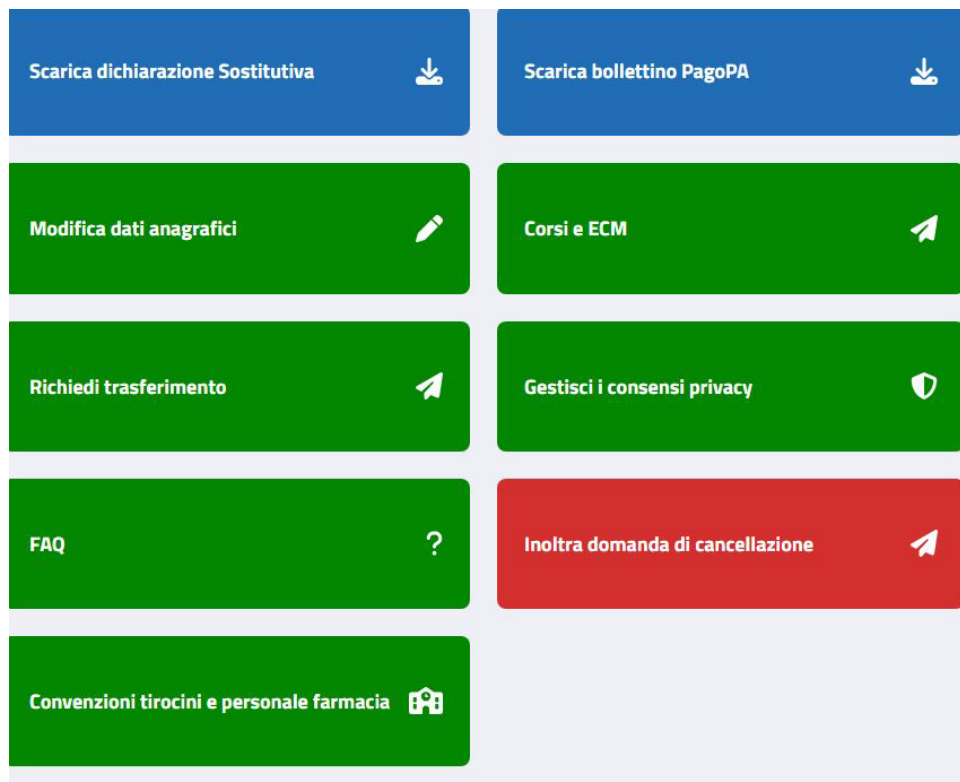 Scarica dichiarazione Sostitutiva
Scarica bollettino PagoPA
Modifica dati anagrafici
Corsi e ECM
Richiedi trasferimento
Gestisci i consensi privacy
FAQ
Inoltra domanda di cancellazione
Convenzioni tirocini e personale farmacia